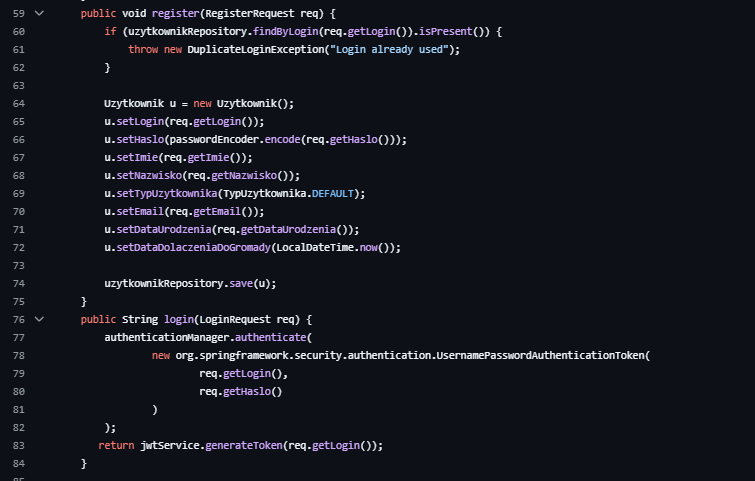 59 public void register(RegisterRequest req) {
60 if (uzytkownikRepository.findByLogin(req.getLogin()).isPresent()) {
61 throw new DuplicateLoginException("Login already used");
62 }
63
64 Uzytkownik u = new Uzytkownik();
65 u.setLogin(req.getLogin());
66 u.setHaslo(passwordEncoder.encode(req.getHaslo()));
67 u.setImie(req.getImie());
68 u.setNazwisko(req.getNazwisko());
69 u.setTypUzytkownika(TypUzytkownika.DEFAULT);
70 u.setEmail(req.getEmail());
71 u.setDataUrodzenia(req.getDataUrodzenia());
72 u.setDataDolaczeniaDoGromady(LocalDateTime.now());
73
74 uzytkownikRepository.save(u);
75 }
76 public String login(LoginRequest req) {
77 authenticationManager.authenticate(
78 new org.springframework.security.authentication.UsernamePasswordAuthenticationToken(
79 req.getLogin(),
80 req.getHaslo()
81 )
82 );
83 return jwtService.generateToken(req.getLogin());
84 }